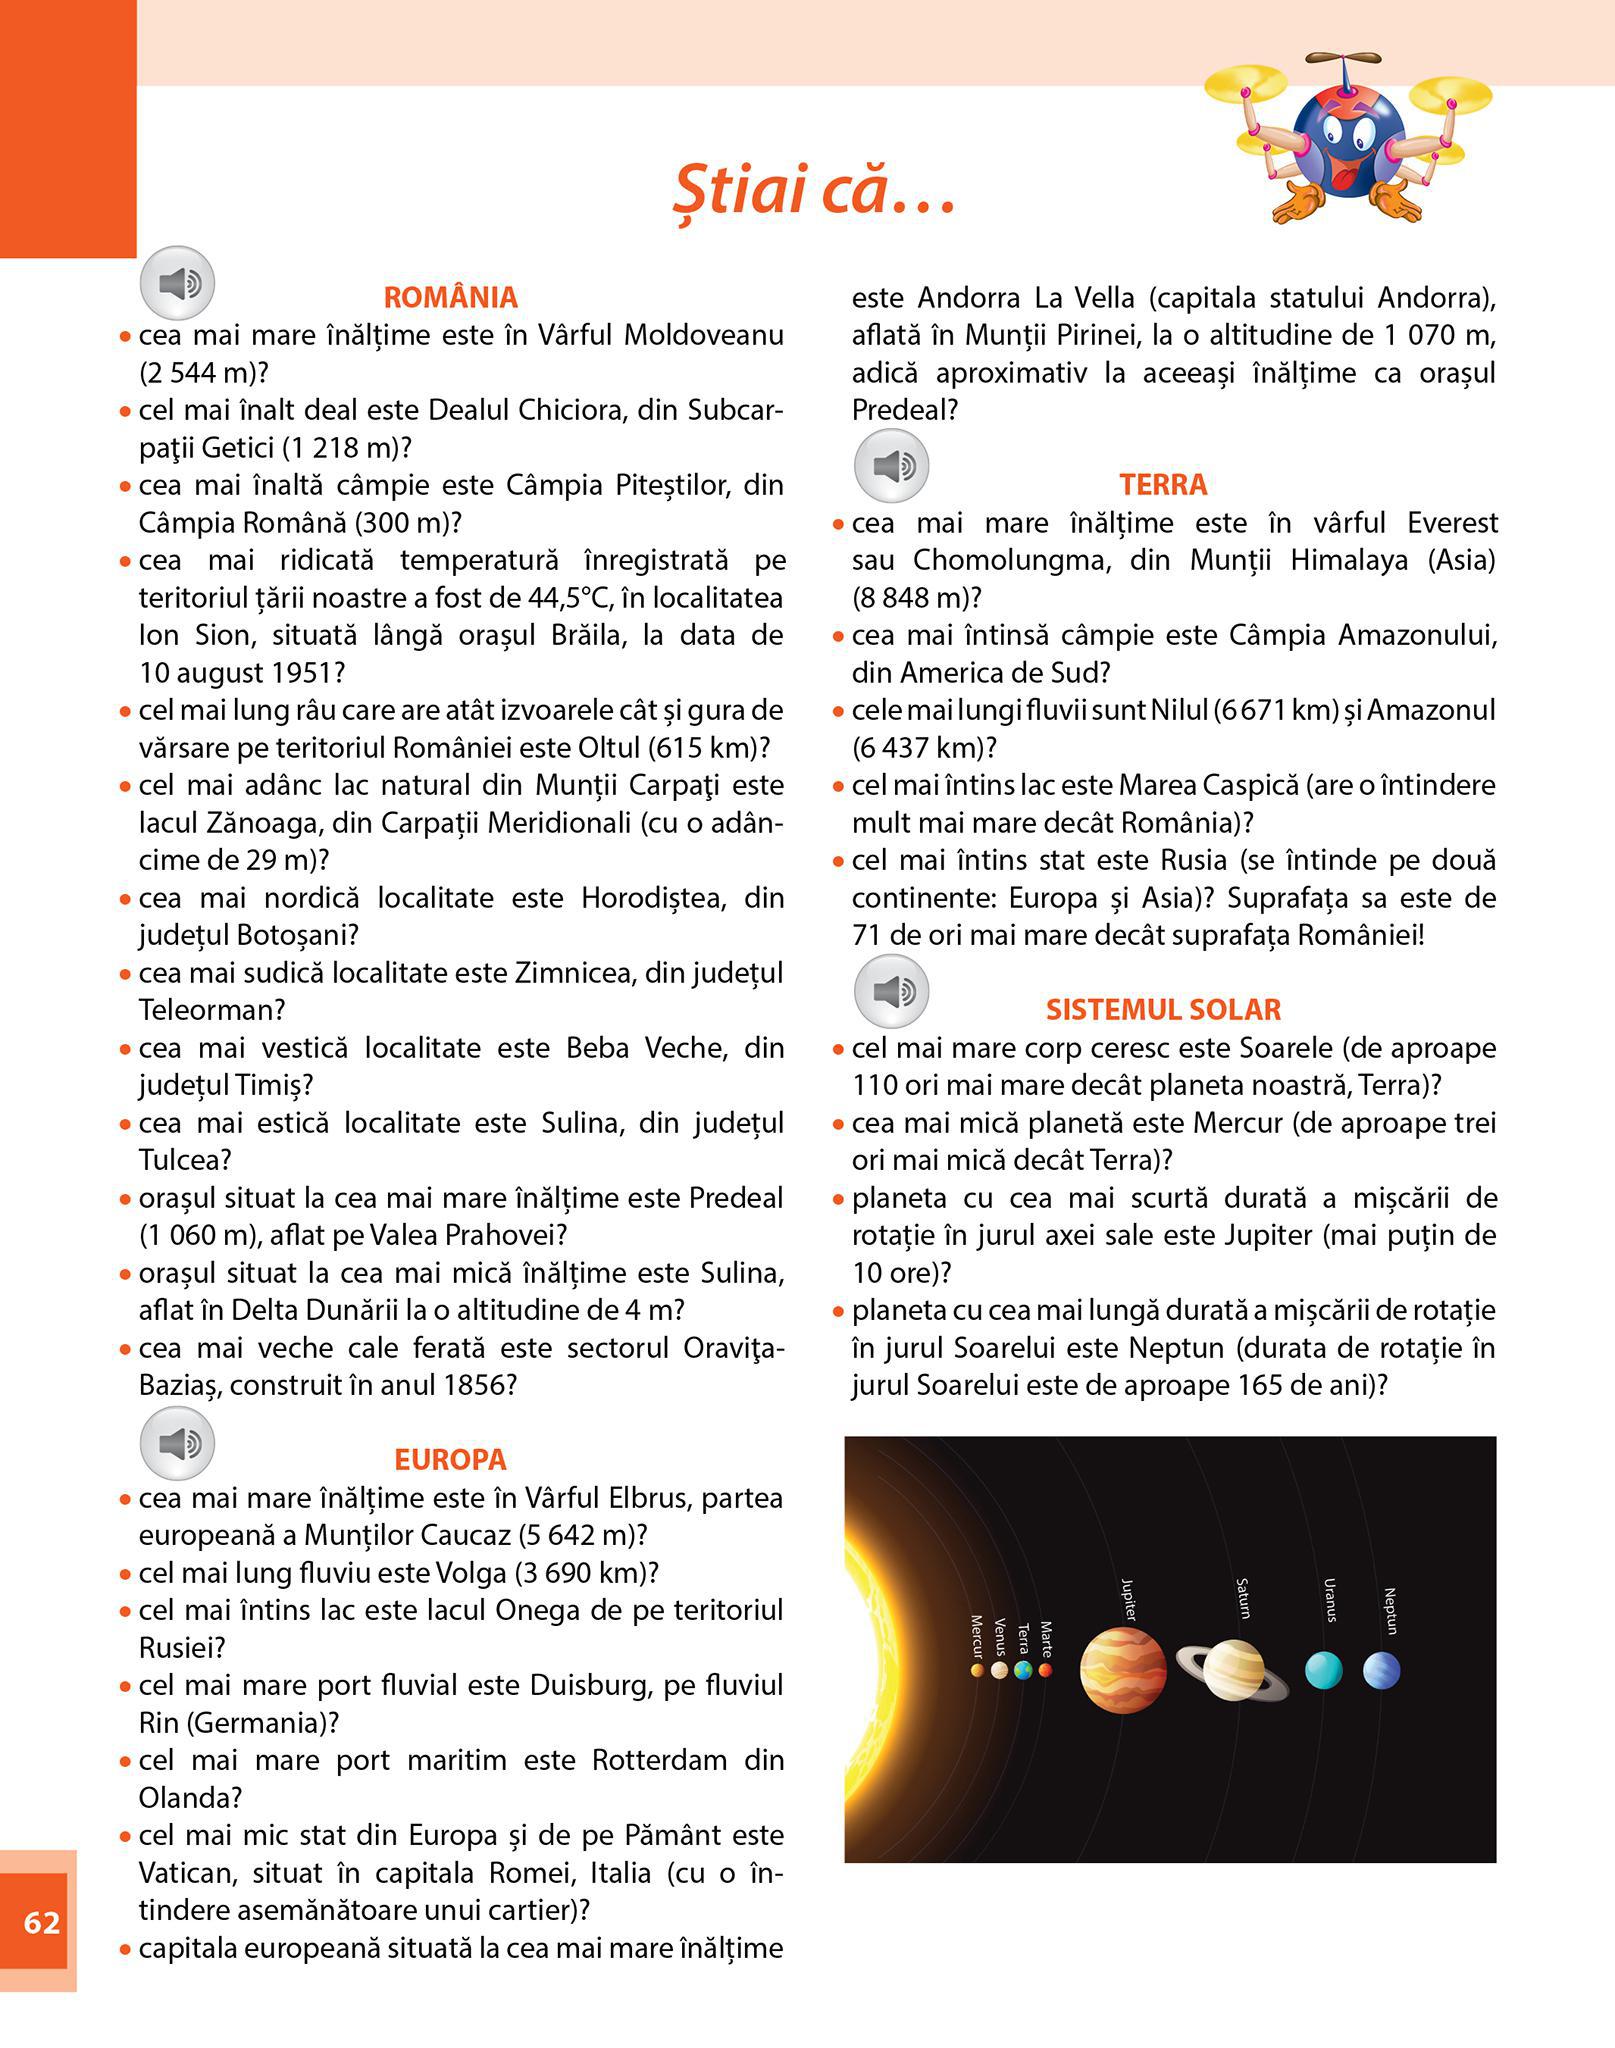 Știai că…
ROMÂNIA
• cea mai mare înălțime este în Vârful Moldoveanu
(2 544 m)?
• cel mai înalt deal este Dealul Chiciora, din Subcar-
paţii Getici (1 218 m)?
• cea mai înaltă câmpie este Câmpia Piteștilor, din
Câmpia Română (300 m)?
• cea mai ridicată temperatură înregistrată pe
teritoriul țării noastre a fost de 44,5°C, în localitatea
Ion Sion, situată lângă orașul Brăila, la data de
10 august 1951?
• cel mai lung râu care are atât izvoarele cât și gura de
vărsare pe teritoriul României este Oltul (615 km)?
• cel mai adânc lac natural din Munții Carpaţi este
lacul Zănoaga, din Carpații Meridionali (cu o adân-
cime de 29 m)?
• cea mai nordică localitate este Horodiștea, din
județul Botoșani?
• cea mai sudică localitate este Zimnicea, din județul
Teleorman?
• cea mai vestică localitate este Beba Veche, din
județul Timiș?
• cea mai estică localitate este Sulina, din județul
Tulcea?
• orașul situat la cea mai mare înălțime este Predeal
(1 060 m), aflat pe Valea Prahovei?
• orașul situat la cea mai mică înălțime este Sulina,
aflat în Delta Dunării la o altitudine de 4 m?
• cea mai veche cale ferată este sectorul Oraviţa-
Baziaș, construit în anul 1856?
EUROPA
• cea mai mare înălțime este în Vârful Elbrus, partea
europeană a Munților Caucaz (5 642 m)?
• cel mai lung fluviu este Volga (3 690 km)?
• cel mai întins lac este lacul Onega de pe teritoriul
Rusiei?
• cel mai mare port fluvial este Duisburg, pe fluviul
Rin (Germania)?
• cel mai mare port maritim este Rotterdam din
Olanda?
• cel mai mic stat din Europa și de pe Pământ este
Vatican, situat în capitala Romei, Italia (cu o în-
tindere asemănătoare unui cartier)?
• capitala europeană situată la cea mai mare înălțime
este Andorra La Vella (capitala statului Andorra),
aflată în Munții Pirinei, la o altitudine de 1 070 m,
adică aproximativ la aceeași înălțime ca orașul
Predeal?
TERRA
• cea mai mare înălțime este în vârful Everest
sau Chomolungma, din Munții Himalaya (Asia)
(8 848 m)?
• cea mai întinsă câmpie este Câmpia Amazonului,
din America de Sud?
• cele mai lungi fluvii sunt Nilul (6 671 km) și Amazonul
(6 437 km)?
• cel mai întins lac este Marea Caspică (are o întindere
mult mai mare decât România)?
• cel mai întins stat este Rusia (se întinde pe două
continente: Europa și Asia)? Suprafața sa este de
71 de ori mai mare decât suprafața României!
SISTEMUL SOLAR
• cel mai mare corp ceresc este Soarele (de aproape
110 ori mai mare decât planeta noastră, Terra)?
• cea mai mică planetă este Mercur (de aproape trei
ori mai mică decât Terra)?
• planeta cu cea mai scurtă durată a mișcării de
rotație în jurul axei sale este Jupiter (mai puțin de
10 ore)?
• planeta cu cea mai lungă durată a mișcării de rotație
în jurul Soarelui este Neptun (durata de rotație în
jurul Soarelui este de aproape 165 de ani)?
Mercur
Venus
Terra
Marte
Jupiter
Saturn
Uranus
Neptun
62